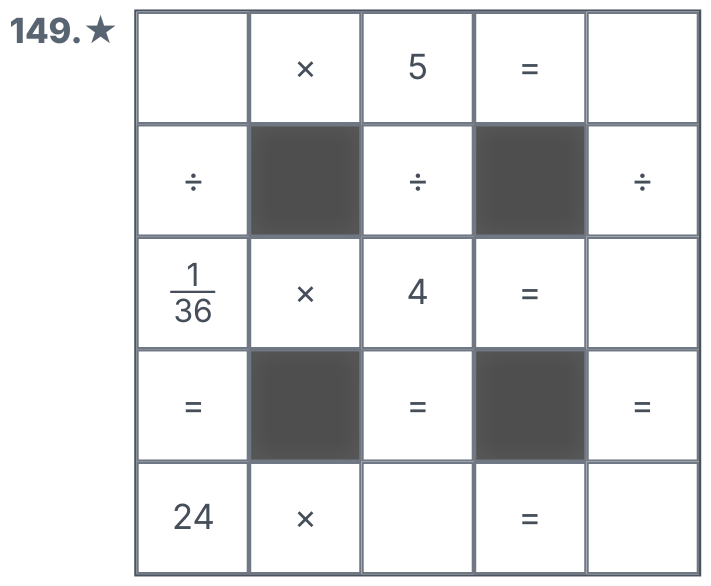 149.★
× 5 =
÷ ÷ ÷
1/36 × 4 =
= = =
24 × =